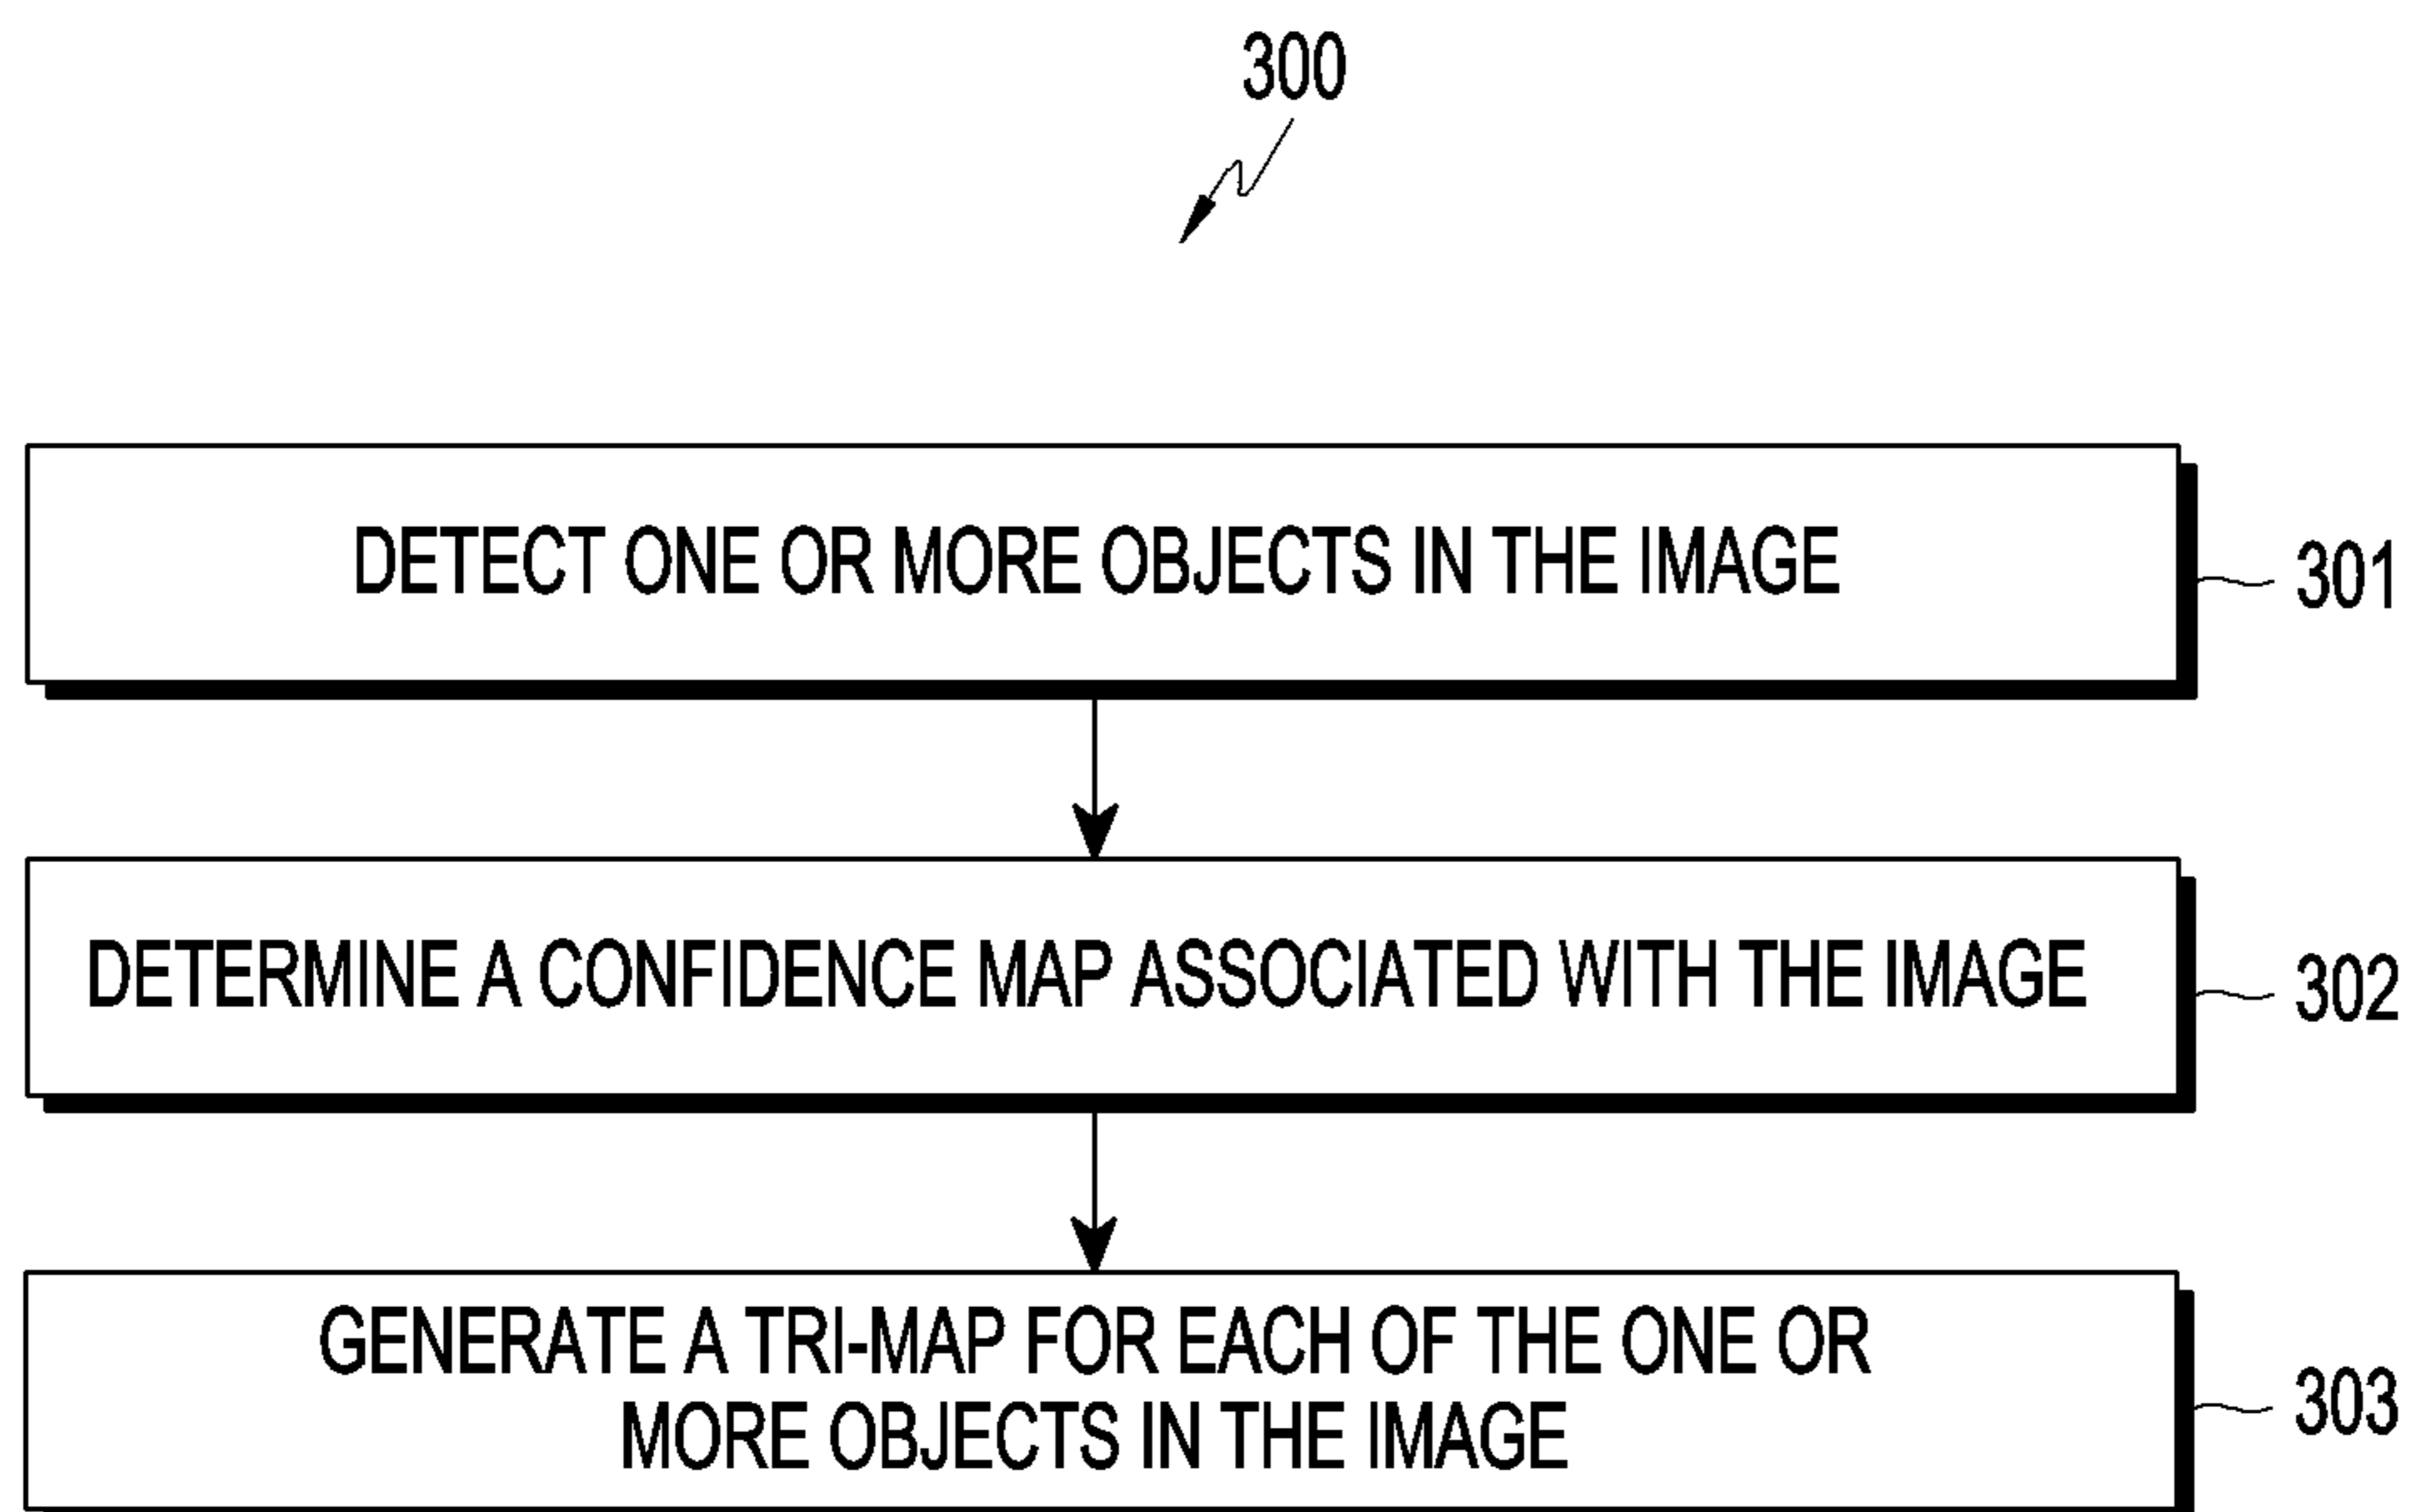 300
DETECT ONE OR MORE OBJECTS IN THE IMAGE
301
DETERMINE A CONFIDENCE MAP ASSOCIATED WITH THE IMAGE
302
GENERATE A TRI-MAP FOR EACH OF THE ONE OR
MORE OBJECTS IN THE IMAGE
303